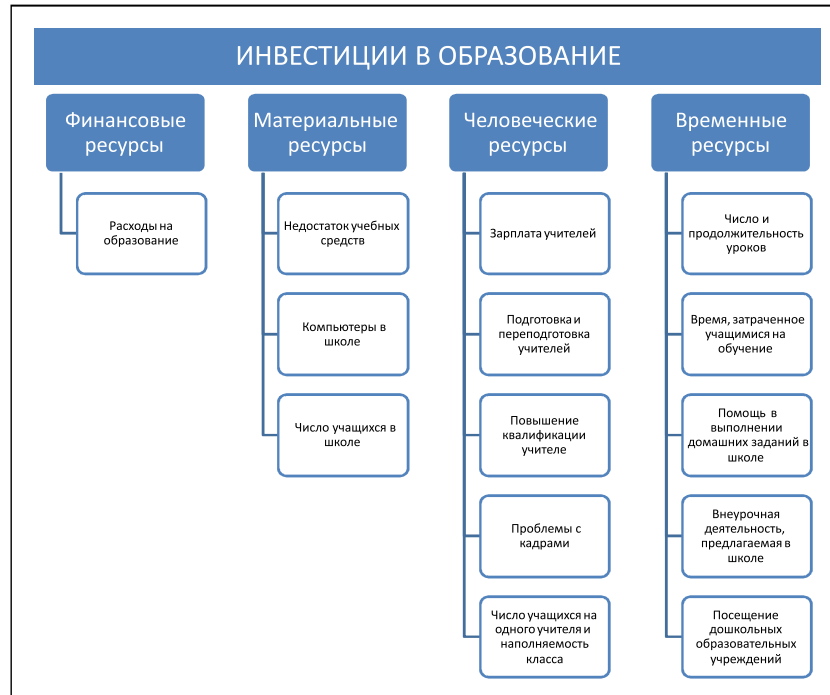 ИНВЕСТИЦИИ В ОБРАЗОВАНИЕ
Финансовые
ресурсы
Расходы на
образование
Материальные
ресурсы
Недостаток учебных
средств
Компьютеры в
школе
Число учащихся в
школе
Человеческие
ресурсы
Зарплата учителей
Подготовка и
переподготовка
учителей
Повышение
квалификации
учителе
Проблемы с
кадрами
Число учащихся на
одного учителя и
наполняемость
класса
Временные
ресурсы
Число и
продолжительность
уроков
Время, затраченное
учащимися на
обучение
Помощь в
выполнении
домашних заданий в
школе
Внеурочная
деятельность,
предлагаемая в
школе
Посещение
дошкольных
образовательных
учреждений